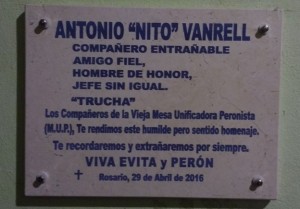 ANTONIO "NITO" VANRELL
COMPAÑERO ENTRAÑABLE
AMIGO FIEL,
HOMBRE DE HONOR,
JEFE SIN IGUAL.
"TRUCHA"
Los Compañeros de la Vieja Mesa Unificadora Peronista
(M.U.P.), Te rendimos este humilde pero sentido homenaje.
Te recordaremos y extrañaremos por siempre.
VIVA EVITA y PERÓN
Rosario, 29 de Abril de 2016